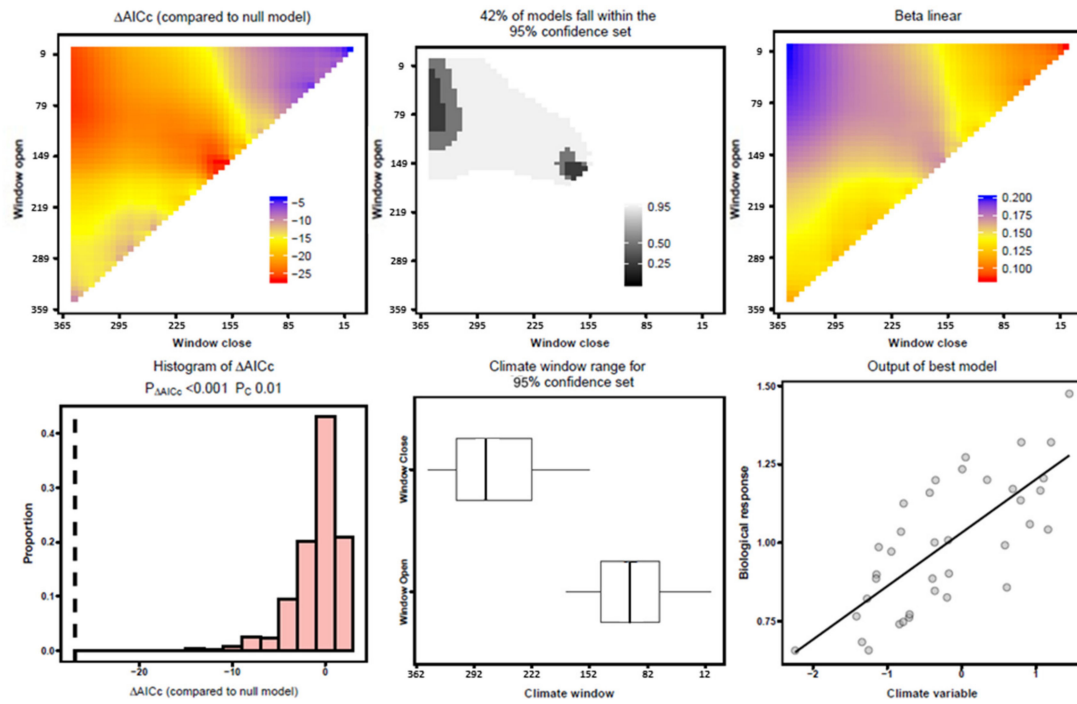 ΔAICc (compared to null model)
9
79
149
219
289
359
Window open
−5
−10
−15
−20
−25
365 295 225 155 85 15
Window close
42% of models fall within the
95% confidence set
9
79
149
219
289
359
Window open
0.95
0.50
0.25
365 295 225 155 82 15
Window close
Beta linear
9
79
149
219
289
359
Window open
0.200
0.175
0.150
0.125
0.100
365 295 225 155 85 15
Window close
Histogram of ΔAICc
PΔAICc <0.001 PC 0.01
0.4
0.3
0.2
0.1
0.0
Proportion
−20 −10 0
ΔAICc (compared to null model)
Climate window range for
95% confidence set
Window Close
Window Open
362 292 222 152 82 12
Climate window
Output of best model
1.50
1.25
1.00
0.75
Biological response
−2 −1 0 1
Climate variable